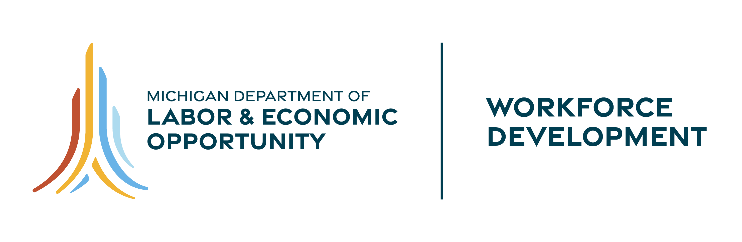 MICHIGAN DEPARTMENT OF
LABOR & ECONOMIC
OPPORTUNITY
WORKFORCE
DEVELOPMENT